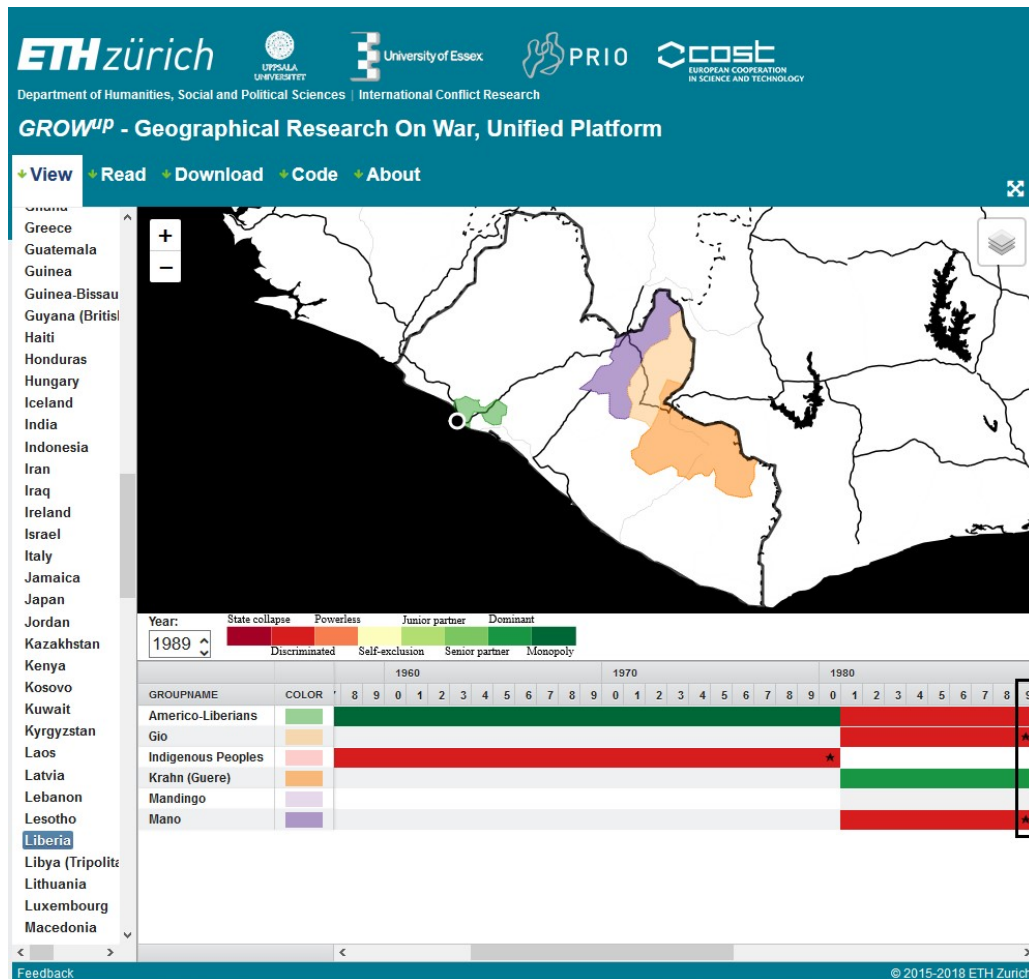 ETH zürich
UPPSALA
UNIVERSITET
University of Essex
PRIO
cost
EUROPEAN COOPERATION
IN SCIENCE AND TECHNOLOGY
Department of Humanities, Social and Political Sciences | International Conflict Research
GROWup - Geographical Research On War, Unified Platform
View Read Download Code About
Ghana
Greece
Guatemala
Guinea
Guinea-Bissau
Guyana (Britisl
Haiti
Honduras
Hungary
Iceland
India
Indonesia
Iran
Iraq
Ireland
Israel
Italy
Jamaica
Japan
Jordan
Kazakhstan
Kenya
Kosovo
Kuwait
Kyrgyzstan
Laos
Latvia
Lebanon
Lesotho
Liberia
Libya (Tripolita
Lithuania
Luxembourg
Macedonia
+
−
Year:
1989
State collapse Powerless Junior partner Dominant
Discriminated Self-exclusion Senior partner Monopoly
1960 1970 1980
GROUPNAME COLOR 8 9 0 1 2 3 4 5 6 7 8 9 0 1 2 3 4 5 6 7 8 9 0 1 2 3 4 5 6 7 8 9
Americo-Liberians
Gio
Indigenous Peoples
Krahn (Guere)
Mandingo
Mano
Feedback
© 2015-2018 ETH Zurich